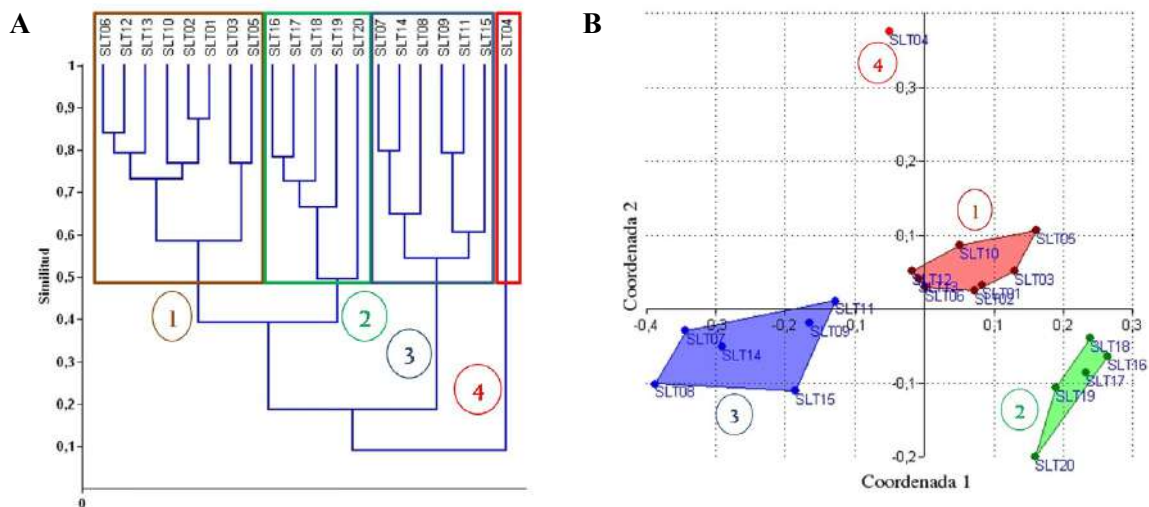 A
SLT06 SLT12 SLT13 SLT10 SLT02 SLT01 SLT03 SLT05 SLT16 SLT17 SLT18 SLT19 SLT20 SLT07 SLT14 SLT08 SLT09 SLT11 SLT15 SLT04
1
0,9
0,8
0,7
0,6
0,5
0,4
0,3
0,2
0,1
0
Similitud
1
2
3
4
B
SLT04
4
0,3
0,2
1
0,1
SLT05
SLT10
SLT12
SLT13
SLT03
SLT06
SLT01
SLT02
Coordenada 2
-0,4 -0,3 -0,2 -0,1 0,1 0,2 0,3
SLT11
SLT07
SLT09
SLT14
SLT18
SLT16
SLT17
-0,1
SLT08
SLT15
SLT19
3
2
-0,2
SLT20
Coordenada 1